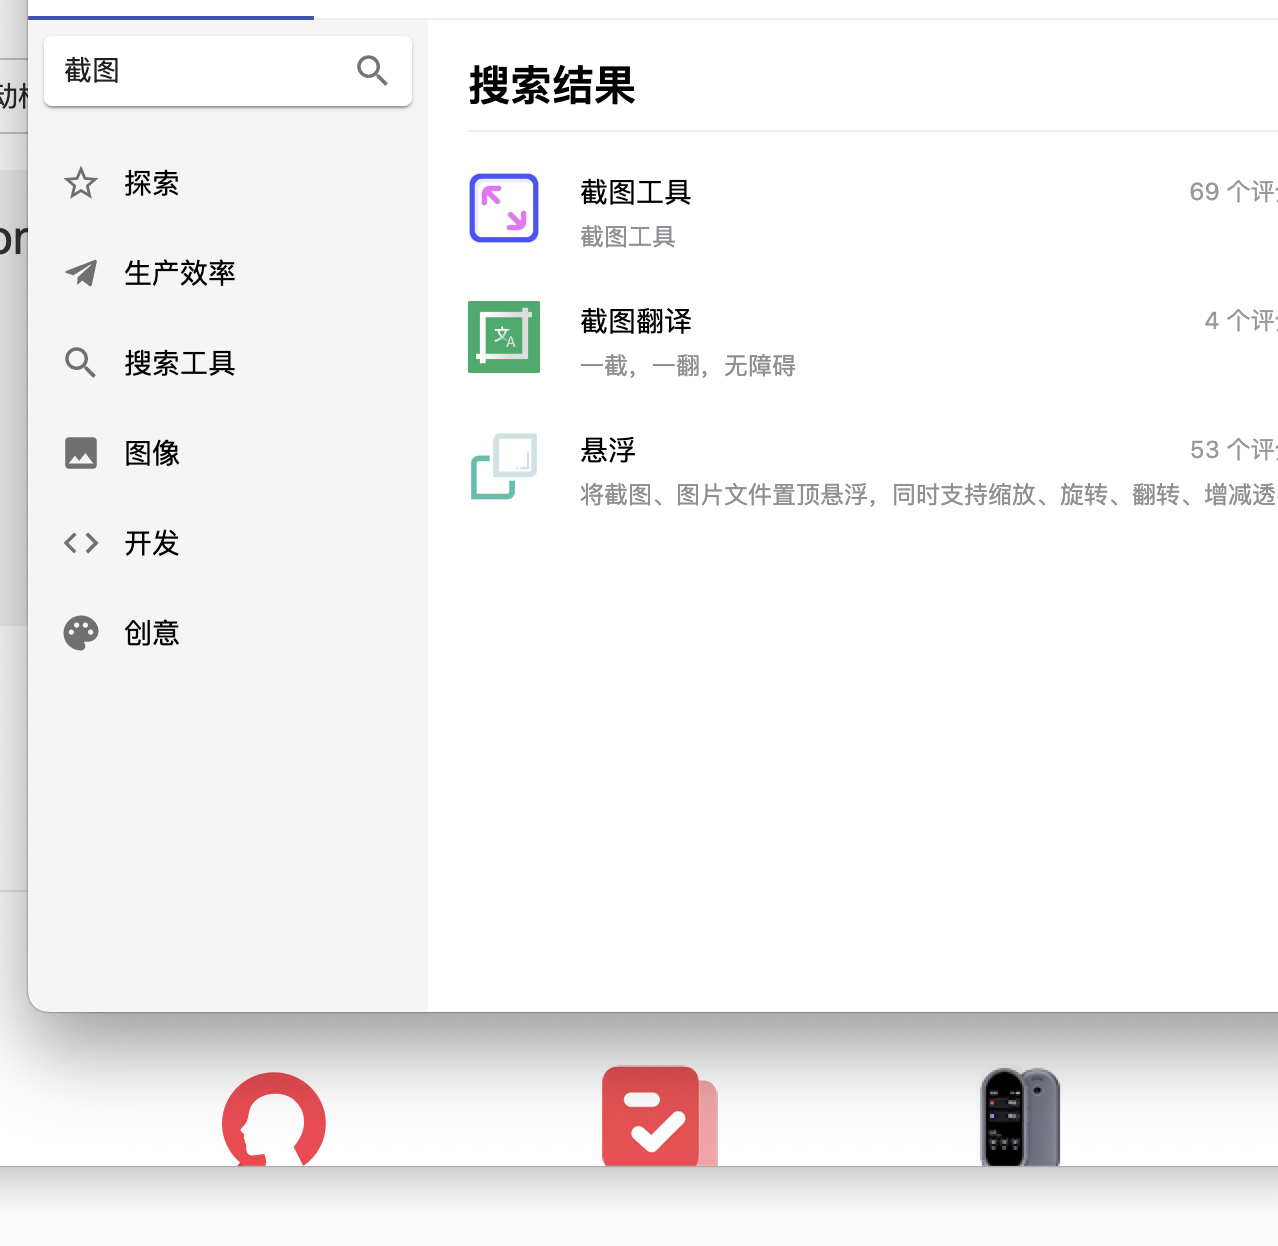 截图
探索
生产效率
搜索工具
图像
开发
创意
搜索结果
截图工具
69 个评
截图工具
截图翻译
4 个评
一截，一翻，无障碍
悬浮
53 个评
将截图、图片文件置顶悬浮，同时支持缩放、旋转、翻转、增减透
动
or